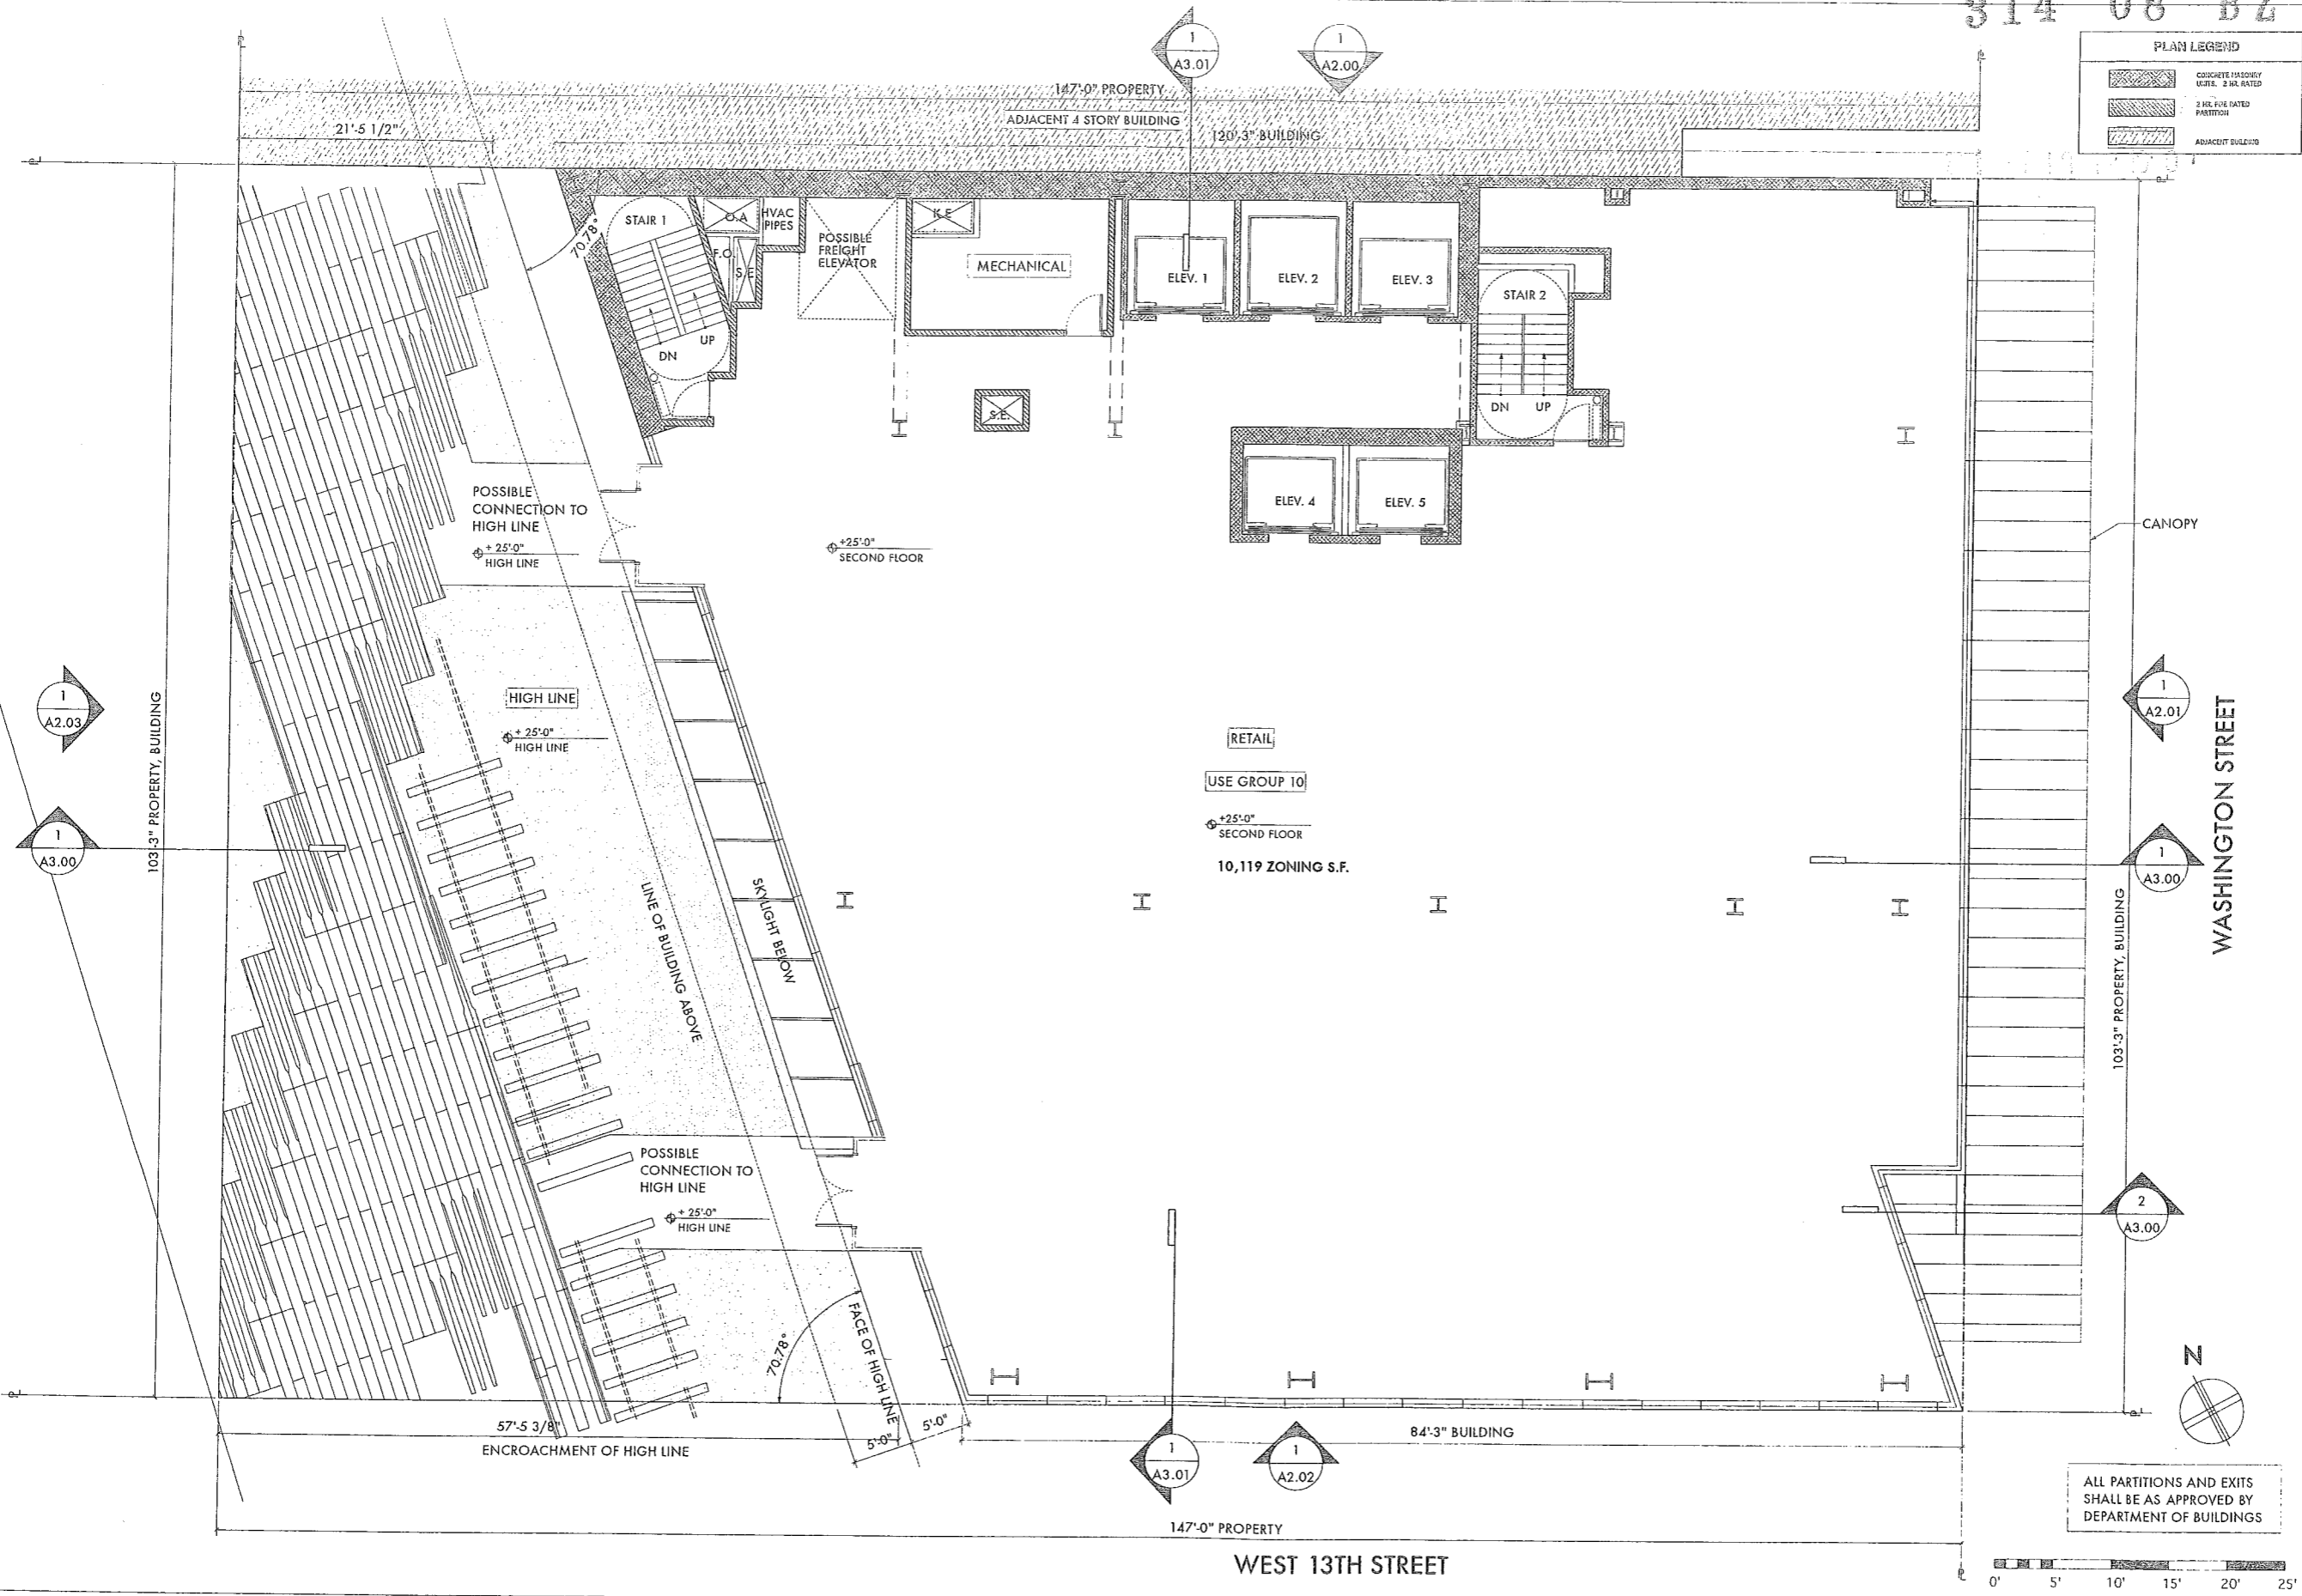 314 08 BZ
PLAN LEGEND
CONCRETE MASONRY
UNITS. 2 HR. RATED
2 HR. FIRE RATED
PARTITION
ADJACENT BUILDING
1
A3.01
1
A2.00
147'-0" PROPERTY
ADJACENT 4 STORY BUILDING
21'-5 1/2"
120'-3" BUILDING
70.78°
STAIR 1
DN
UP
O.A
HVAC
PIPES
F.O.
S.E
POSSIBLE
FREIGHT
ELEVATOR
K.E
MECHANICAL
ELEV. 1
ELEV. 2
ELEV. 3
STAIR 2
DN
UP
S.E.
ELEV. 4
ELEV. 5
CANOPY
POSSIBLE
CONNECTION TO
HIGH LINE
+ 25'-0"
HIGH LINE
+25'-0"
SECOND FLOOR
HIGH LINE
+ 25'-0"
HIGH LINE
1
A2.03
103'-3" PROPERTY, BUILDING
1
A3.00
LINE OF BUILDING ABOVE
SKYLIGHT BELOW
RETAIL
USE GROUP 10
+25'-0"
SECOND FLOOR
10,119 ZONING S.F.
1
A2.01
WASHINGTON STREET
1
A3.00
103'-3" PROPERTY, BUILDING
2
A3.00
POSSIBLE
CONNECTION TO
HIGH LINE
+ 25'-0"
HIGH LINE
70.78°
FACE OF HIGH LINE
57'-5 3/8"
ENCROACHMENT OF HIGH LINE
5'-0"
5'-0"
84'-3" BUILDING
1
A3.01
1
A2.02
147'-0" PROPERTY
WEST 13TH STREET
N
ALL PARTITIONS AND EXITS
SHALL BE AS APPROVED BY
DEPARTMENT OF BUILDINGS
0' 5' 10' 15' 20' 25'